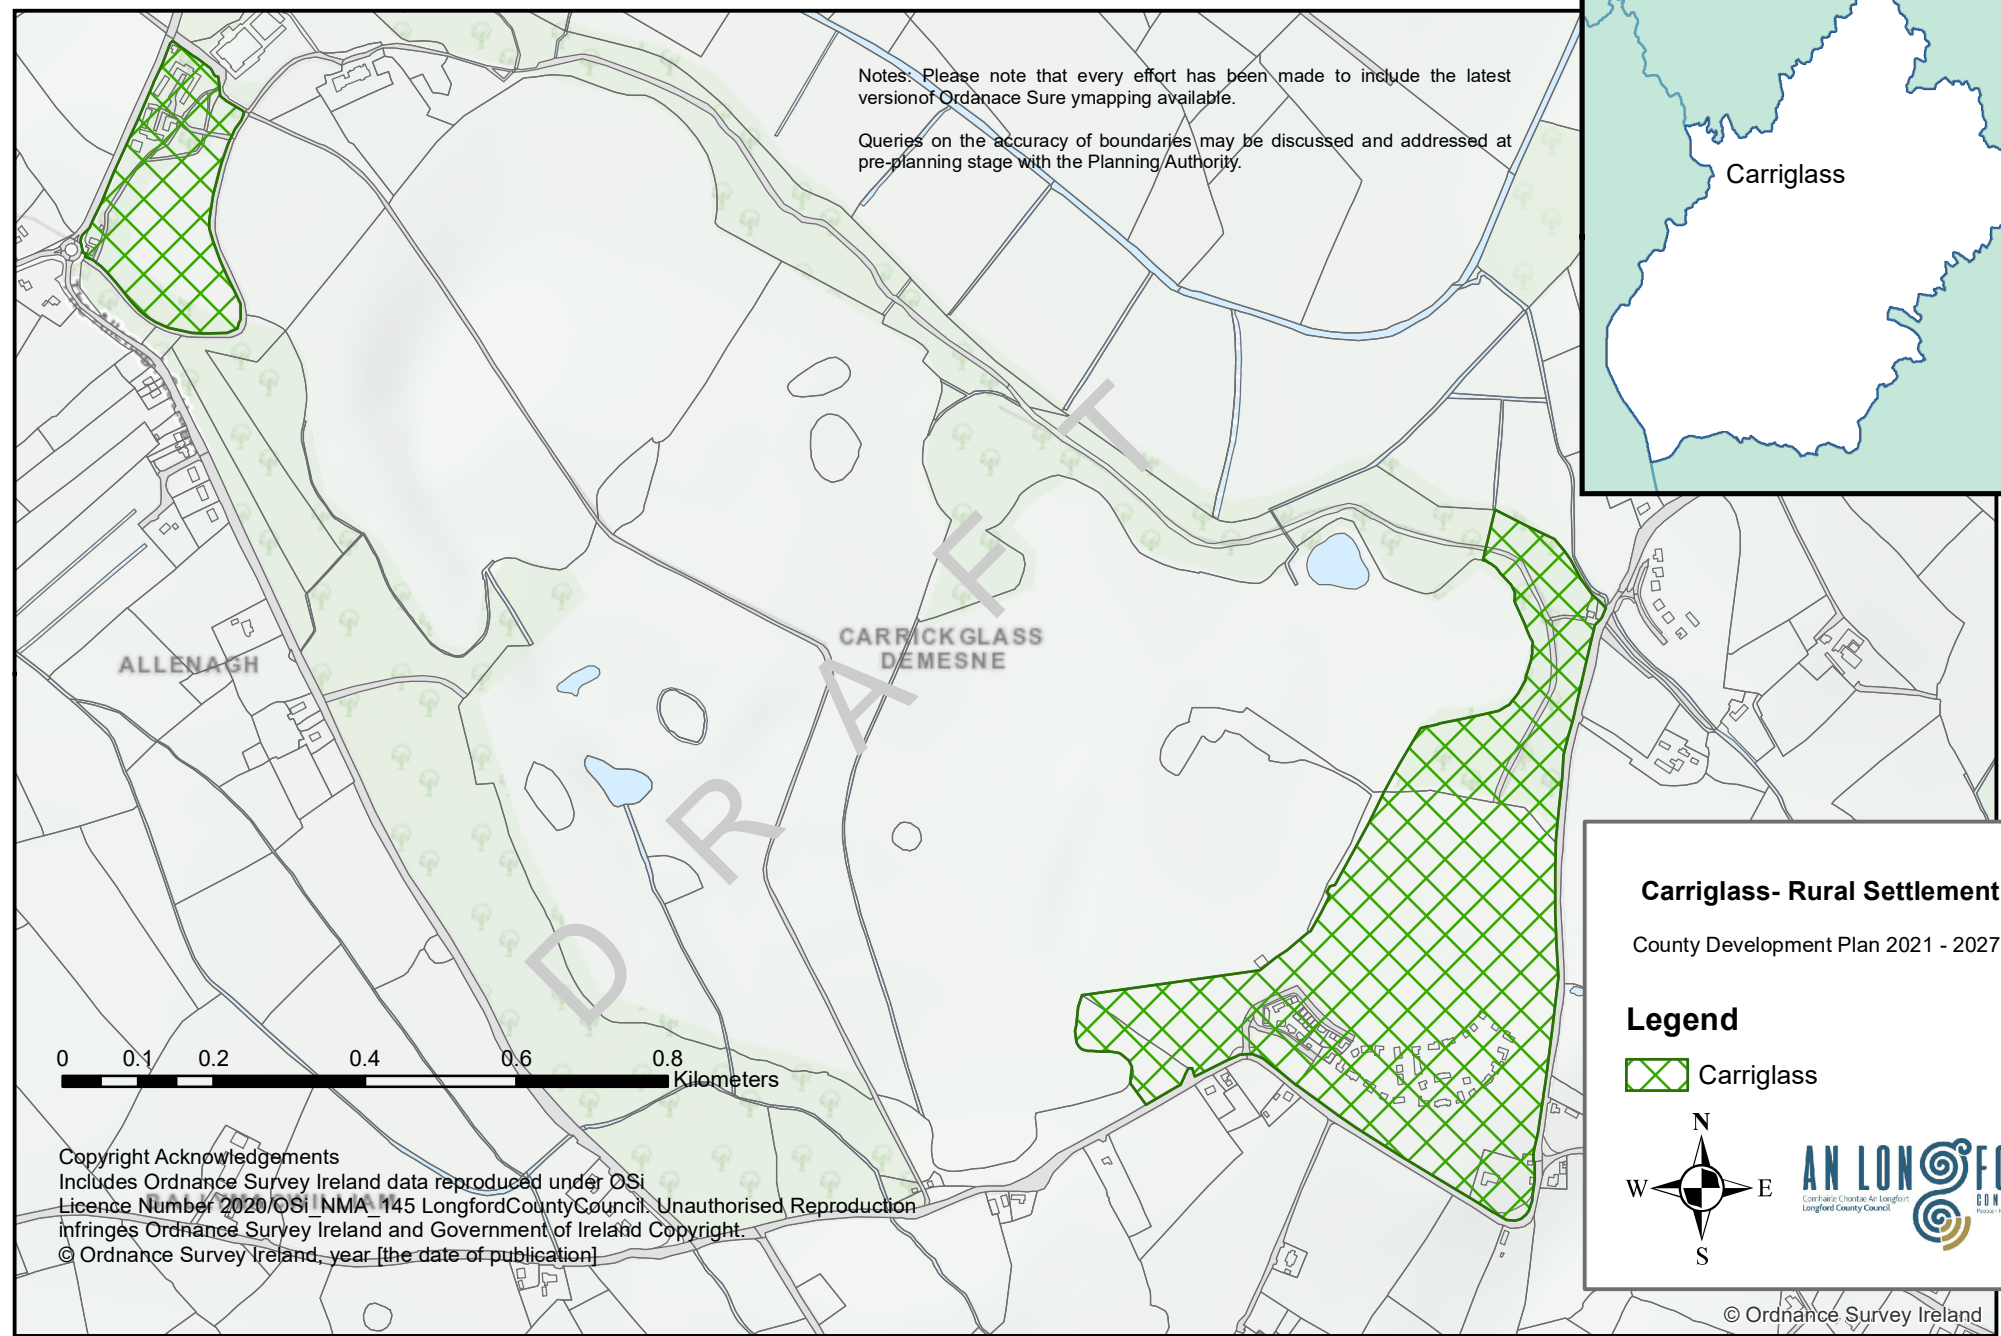 Notes: Please note that every effort has been made to include the latest
versionof Ordanace Sure ymapping available.
Queries on the accuracy of boundaries may be discussed and addressed at
pre-planning stage with the Planning Authority.
Carriglass
CARRICKGLASS
DEMESNE
ALLENAGH
DRAFT
0 0.1 0.2 0.4 0.6 0.8
Kilometers
Copyright Acknowledgements
Includes Ordnance Survey Ireland data reproduced under OSi
Licence Number 2020/OSi_NMA_145 LongfordCountyCouncil. Unauthorised Reproduction
infringes Ordnance Survey Ireland and Government of Ireland Copyright.
© Ordnance Survey Ireland, year [the date of publication]
BALLYMACWILLIAM
Carriglass- Rural Settlement
County Development Plan 2021 - 2027
Legend
Carriglass
N
W E
S
AN LONGFO
Comhairle Chontae An Longfoirt
Longford County Council
© Ordnance Survey Ireland